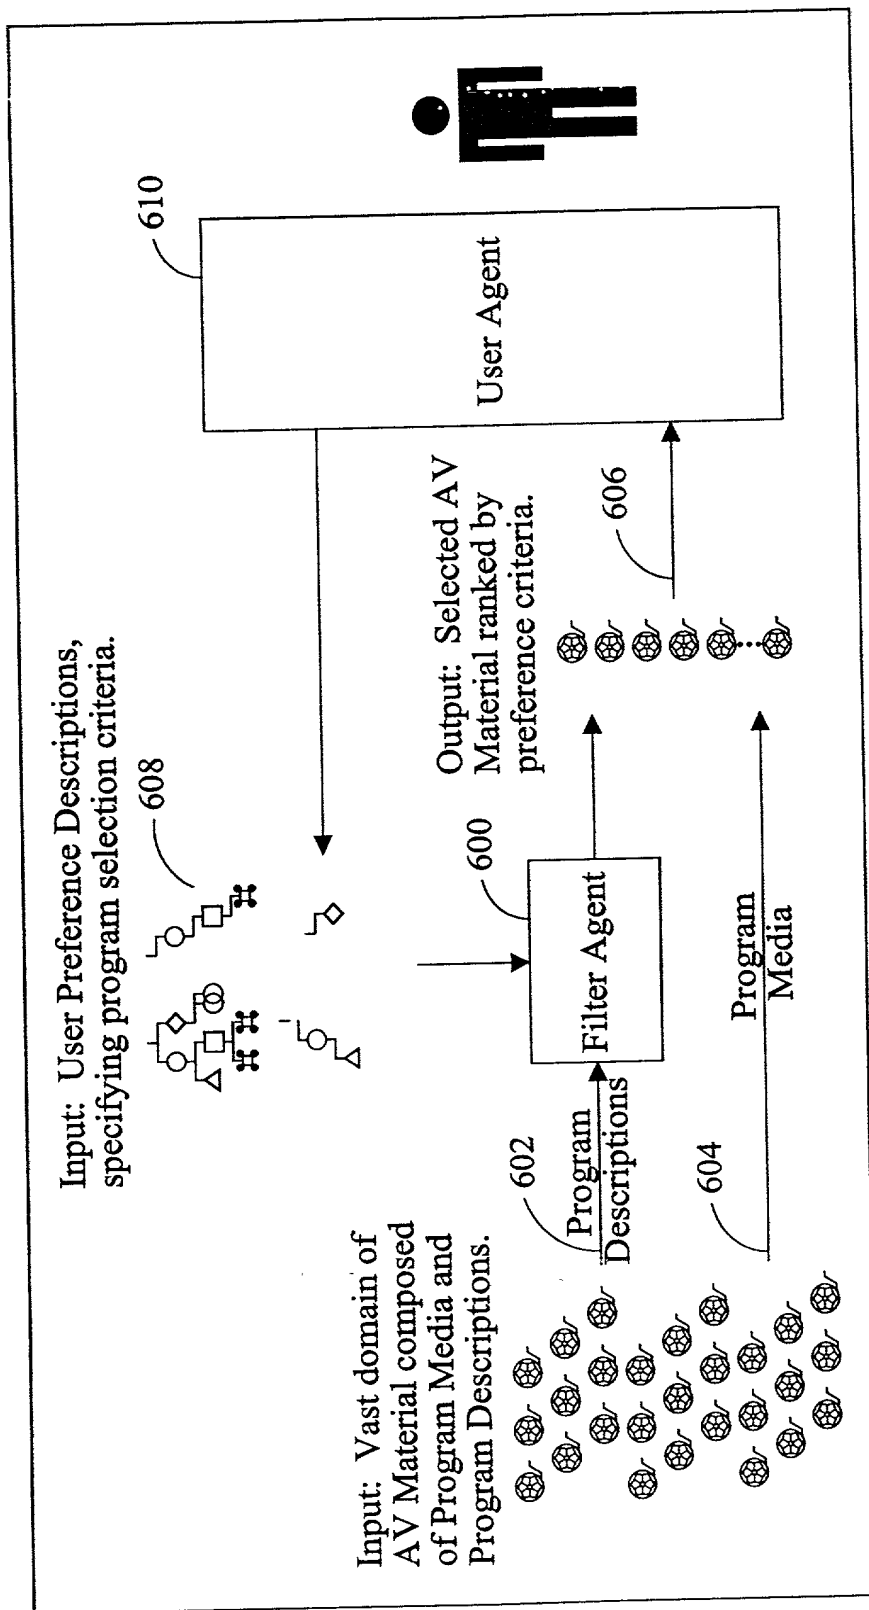 Input:  User Preference Descriptions,
specifying program selection criteria.
608
610
User Agent
Input:  Vast domain of
AV Material composed
of Program Media and
Program Descriptions.
602
Program
Descriptions
600
Filter Agent
Output:  Selected AV
Material ranked by
preference criteria.
606
604
Program
Media